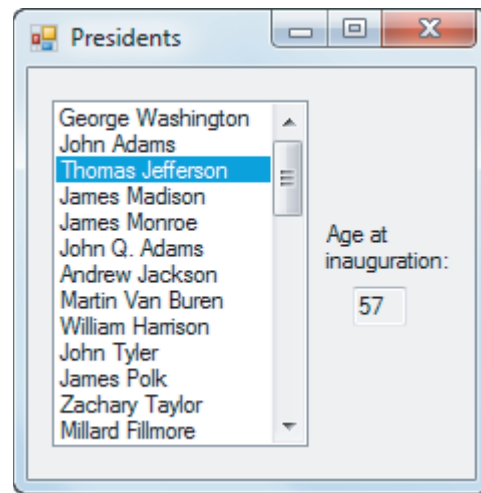 Presidents
George Washington
John Adams
Thomas Jefferson
James Madison
James Monroe
John Q. Adams
Andrew Jackson
Martin Van Buren
William Harrison
John Tyler
James Polk
Zachary Taylor
Millard Fillmore
Age at
inauguration:
57